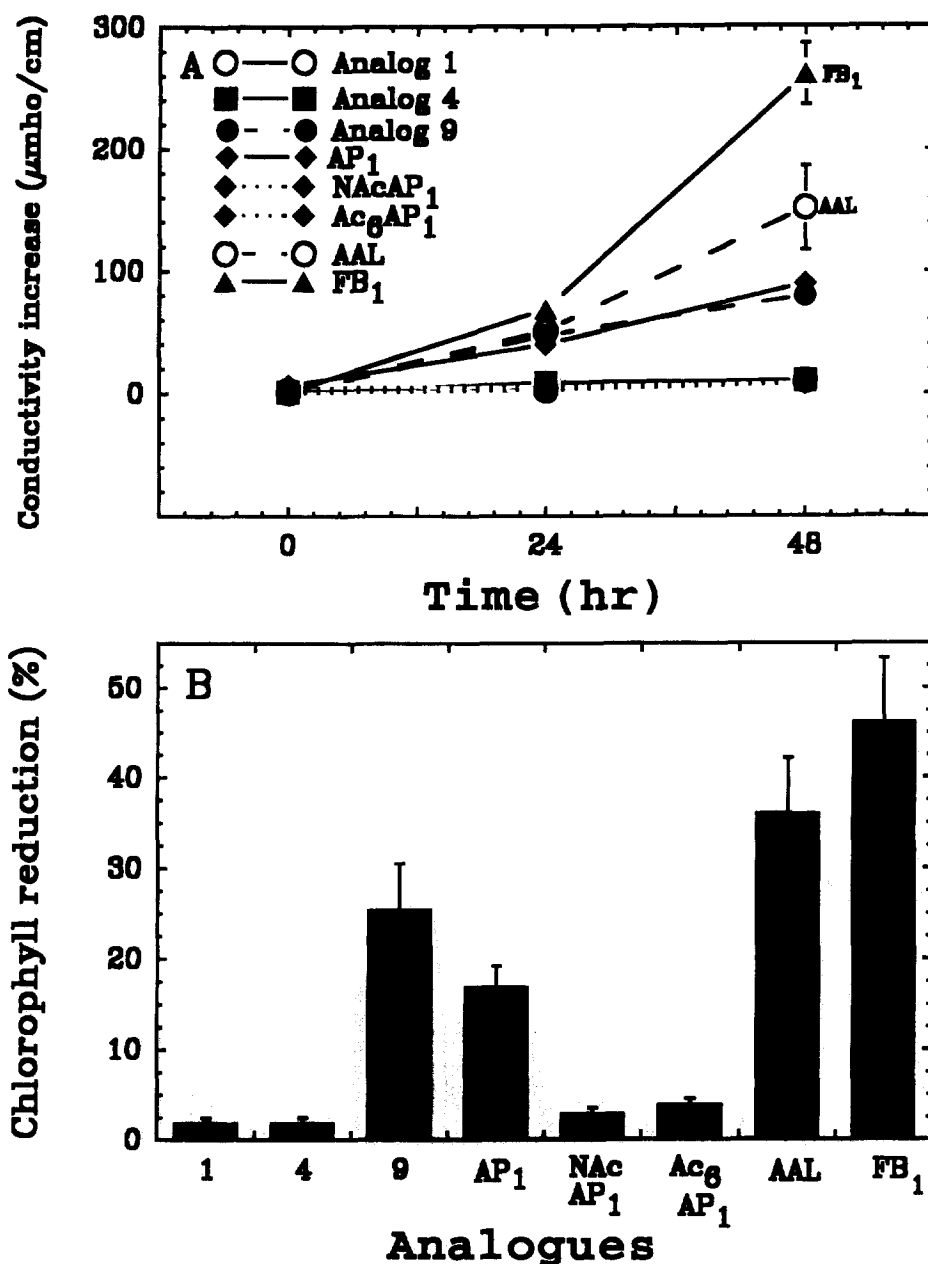 Conductivity increase (μmho/cm)
300
200
100
0
A
Analog 1
Analog 4
Analog 9
AP1
NAcAP1
Ac6AP1
AAL
FB1
FB1
AAL
0 24 48
Time (hr)
Chlorophyll reduction (%)
B
50
40
30
20
10
0
1 4 9 AP1 NAc AP1 Ac6 AP1 AAL FB1
Analogues